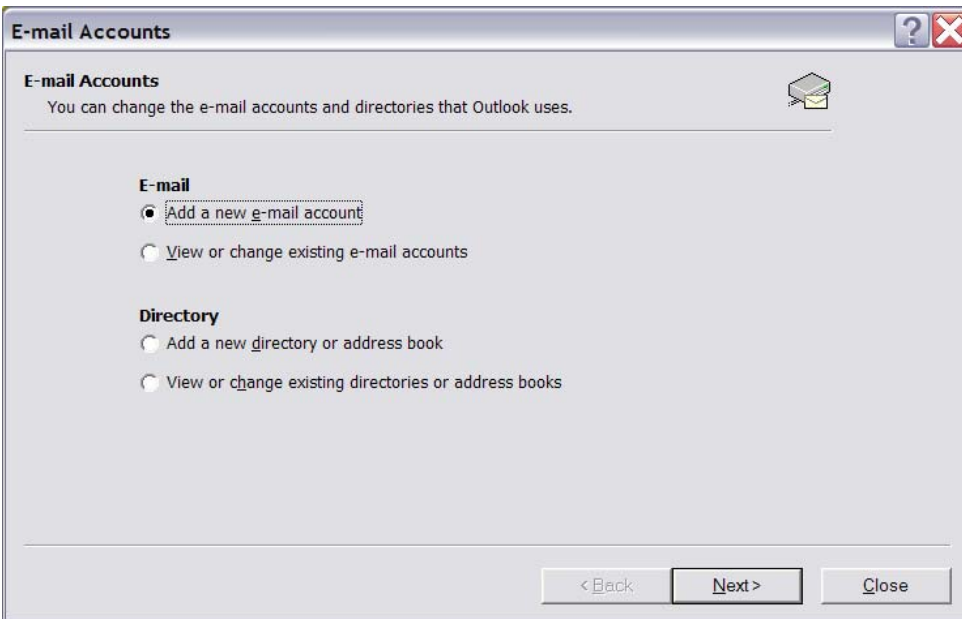 E-mail Accounts
E-mail Accounts
You can change the e-mail accounts and directories that Outlook uses.
E-mail
Add a new e-mail account
View or change existing e-mail accounts
Directory
Add a new directory or address book
View or change existing directories or address books
< Back Next > Close